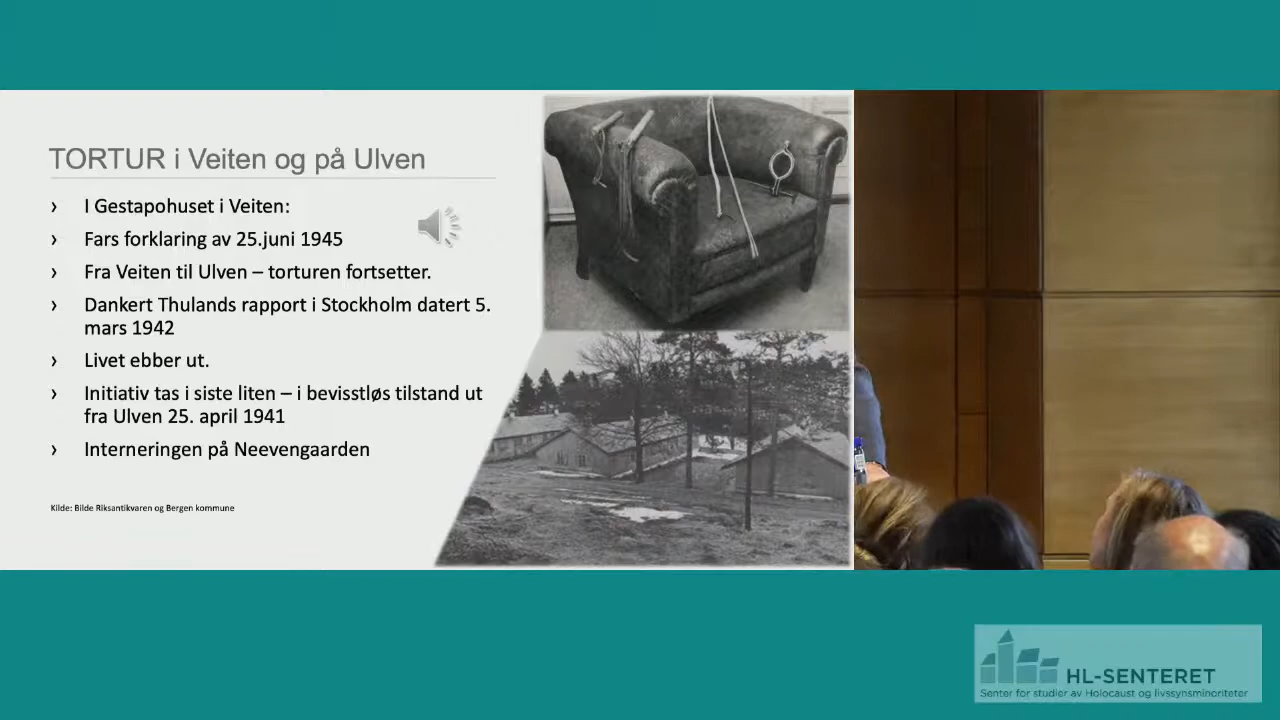 TORTUR i Veiten og på Ulven
› I Gestapohuset i Veiten:
› Fars forklaring av 25.juni 1945
› Fra Veiten til Ulven – torturen fortsetter.
› Dankert Thulands rapport i Stockholm datert 5.
mars 1942
› Livet ebber ut.
› Initiativ tas i siste liten – i bevisstløs tilstand ut
fra Ulven 25. april 1941
› Interneringen på Neevengaarden
Kilde: Bilde Riksantikvaren og Bergen kommune
HL-SENTERET
Senter for studier av Holocaust og livssynsminoriteter